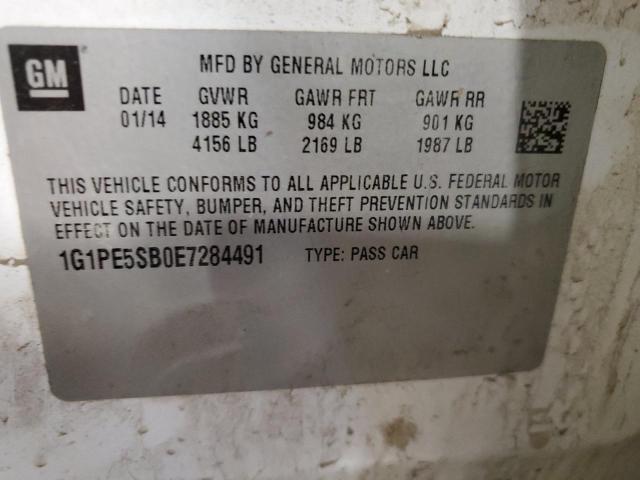 GM
MFD BY GENERAL MOTORS LLC
DATE GVWR GAWR FRT GAWR RR
01/14 1885 KG 984 KG 901 KG
4156 LB 2169 LB 1987 LB
THIS VEHICLE CONFORMS TO ALL APPLICABLE U.S. FEDERAL MOTOR
VEHICLE SAFETY, BUMPER, AND THEFT PREVENTION STANDARDS IN
EFFECT ON THE DATE OF MANUFACTURE SHOWN ABOVE.
1G1PE5SB0E7284491 TYPE: PASS CAR